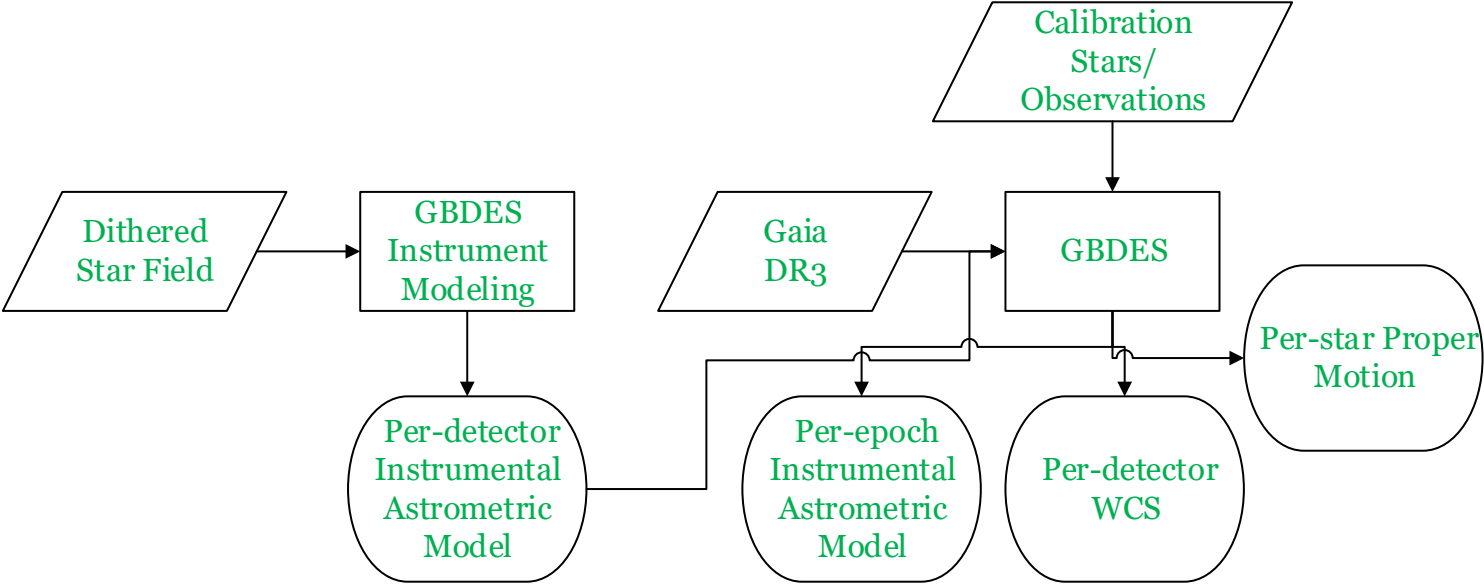 Calibration
Stars/
Observations
Dithered
Star Field
GBDES
Instrument
Modeling
Gaia
DR3
GBDES
Per-star Proper
Motion
Per-detector
Instrumental
Astrometric
Model
Per-epoch
Instrumental
Astrometric
Model
Per-detector
WCS